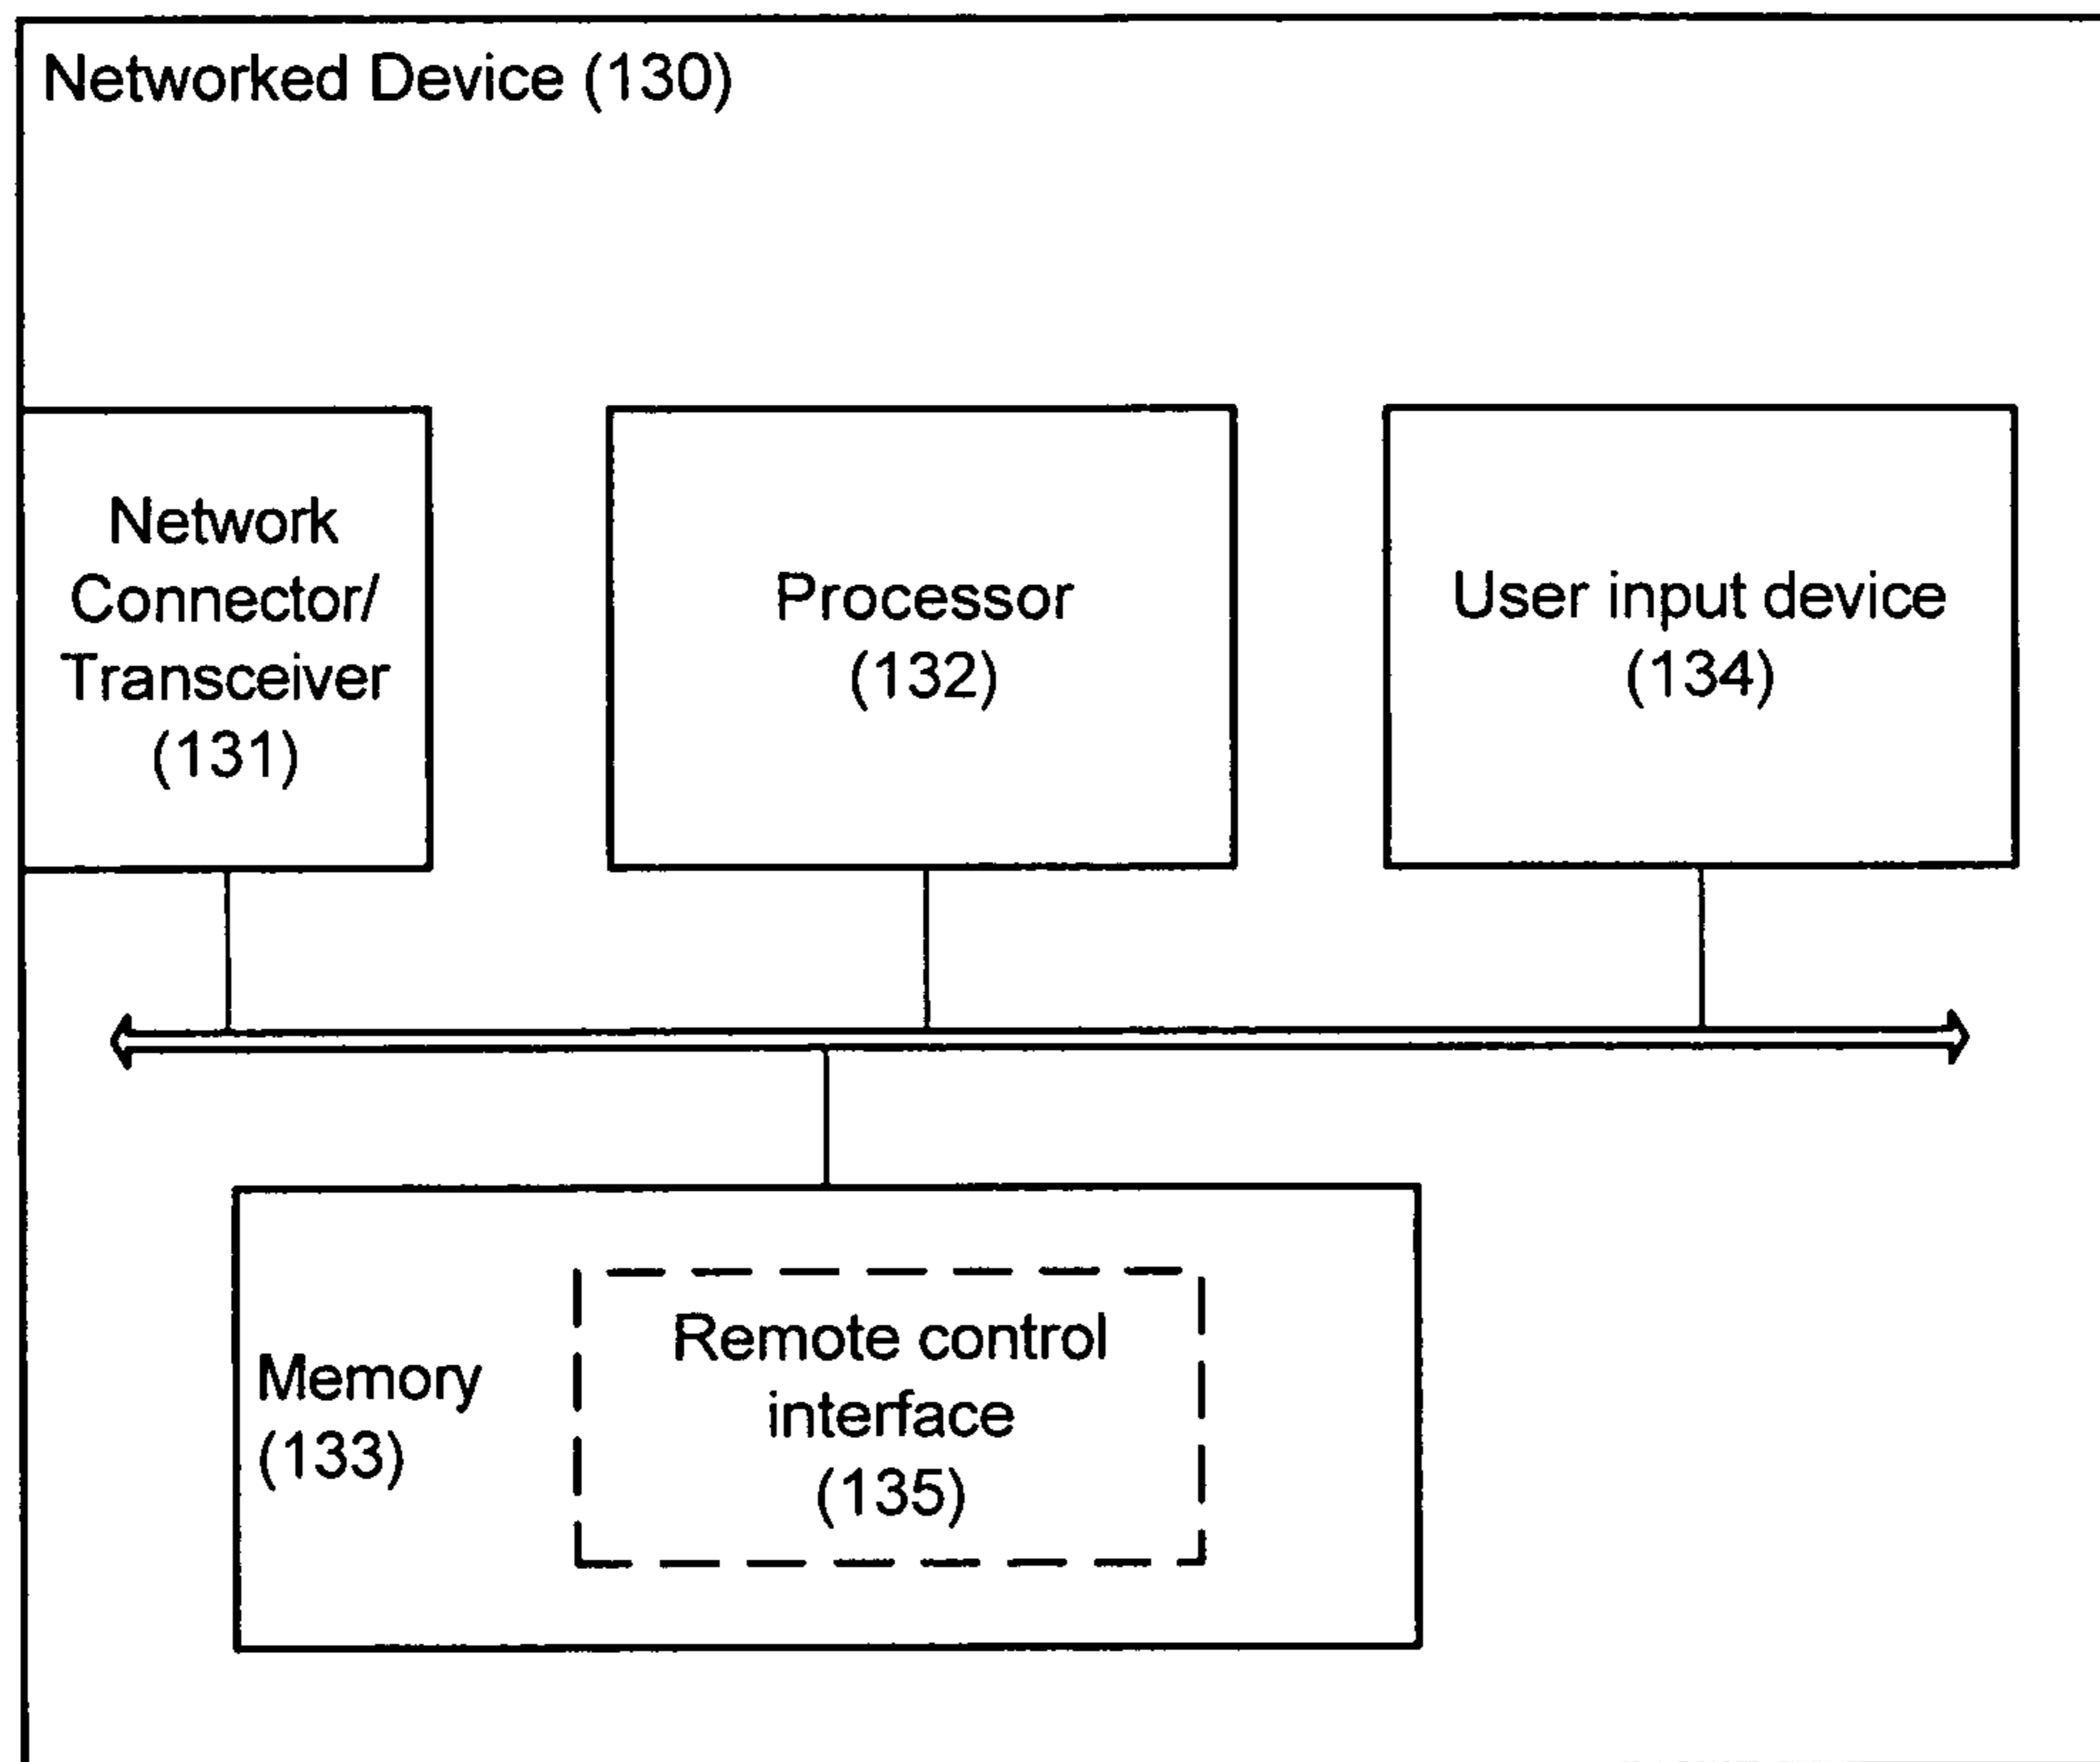 Networked Device (130)
Network
Connector/
Transceiver
(131)
Processor
(132)
User input device
(134)
Memory
(133)
Remote control
interface
(135)